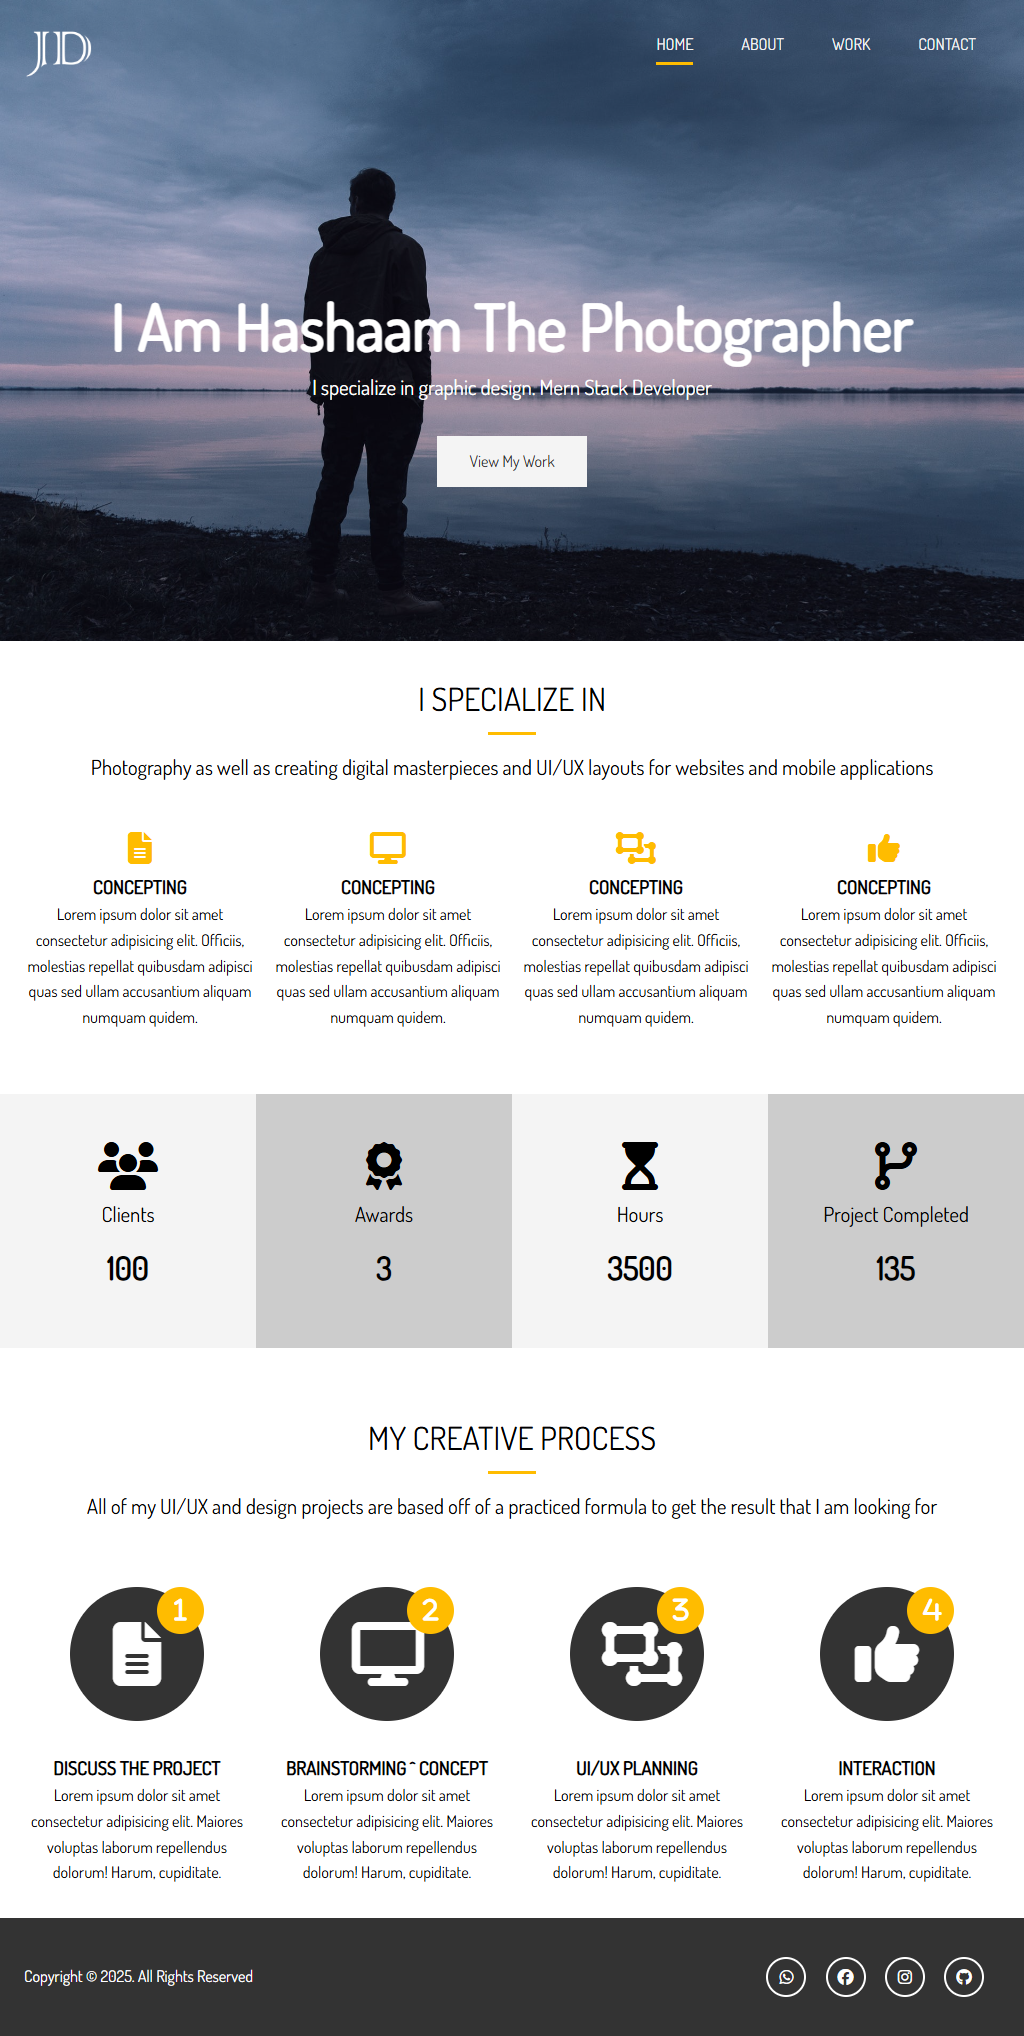 JD
HOME ABOUT WORK CONTACT
I Am Hashaam The Photographer
I specialize in graphic design. Mern Stack Developer
View My Work
I SPECIALIZE IN
Photography as well as creating digital masterpieces and UI/UX layouts for websites and mobile applications
CONCEPTING
Lorem ipsum dolor sit amet
consectetur adipisicing elit. Officiis,
molestias repellat quibusdam adipisci
quas sed ullam accusantium aliquam
numquam quidem.
CONCEPTING
Lorem ipsum dolor sit amet
consectetur adipisicing elit. Officiis,
molestias repellat quibusdam adipisci
quas sed ullam accusantium aliquam
numquam quidem.
CONCEPTING
Lorem ipsum dolor sit amet
consectetur adipisicing elit. Officiis,
molestias repellat quibusdam adipisci
quas sed ullam accusantium aliquam
numquam quidem.
CONCEPTING
Lorem ipsum dolor sit amet
consectetur adipisicing elit. Officiis,
molestias repellat quibusdam adipisci
quas sed ullam accusantium aliquam
numquam quidem.
Clients
100
Awards
3
Hours
3500
Project Completed
135
MY CREATIVE PROCESS
All of my UI/UX and design projects are based off of a practiced formula to get the result that I am looking for
1
DISCUSS THE PROJECT
Lorem ipsum dolor sit amet
consectetur adipisicing elit. Maiores
voluptas laborum repellendus
dolorum! Harum, cupiditate.
2
BRAINSTORMING ^ CONCEPT
Lorem ipsum dolor sit amet
consectetur adipisicing elit. Maiores
voluptas laborum repellendus
dolorum! Harum, cupiditate.
3
UI/UX PLANNING
Lorem ipsum dolor sit amet
consectetur adipisicing elit. Maiores
voluptas laborum repellendus
dolorum! Harum, cupiditate.
4
INTERACTION
Lorem ipsum dolor sit amet
consectetur adipisicing elit. Maiores
voluptas laborum repellendus
dolorum! Harum, cupiditate.
Copyright © 2025. All Rights Reserved